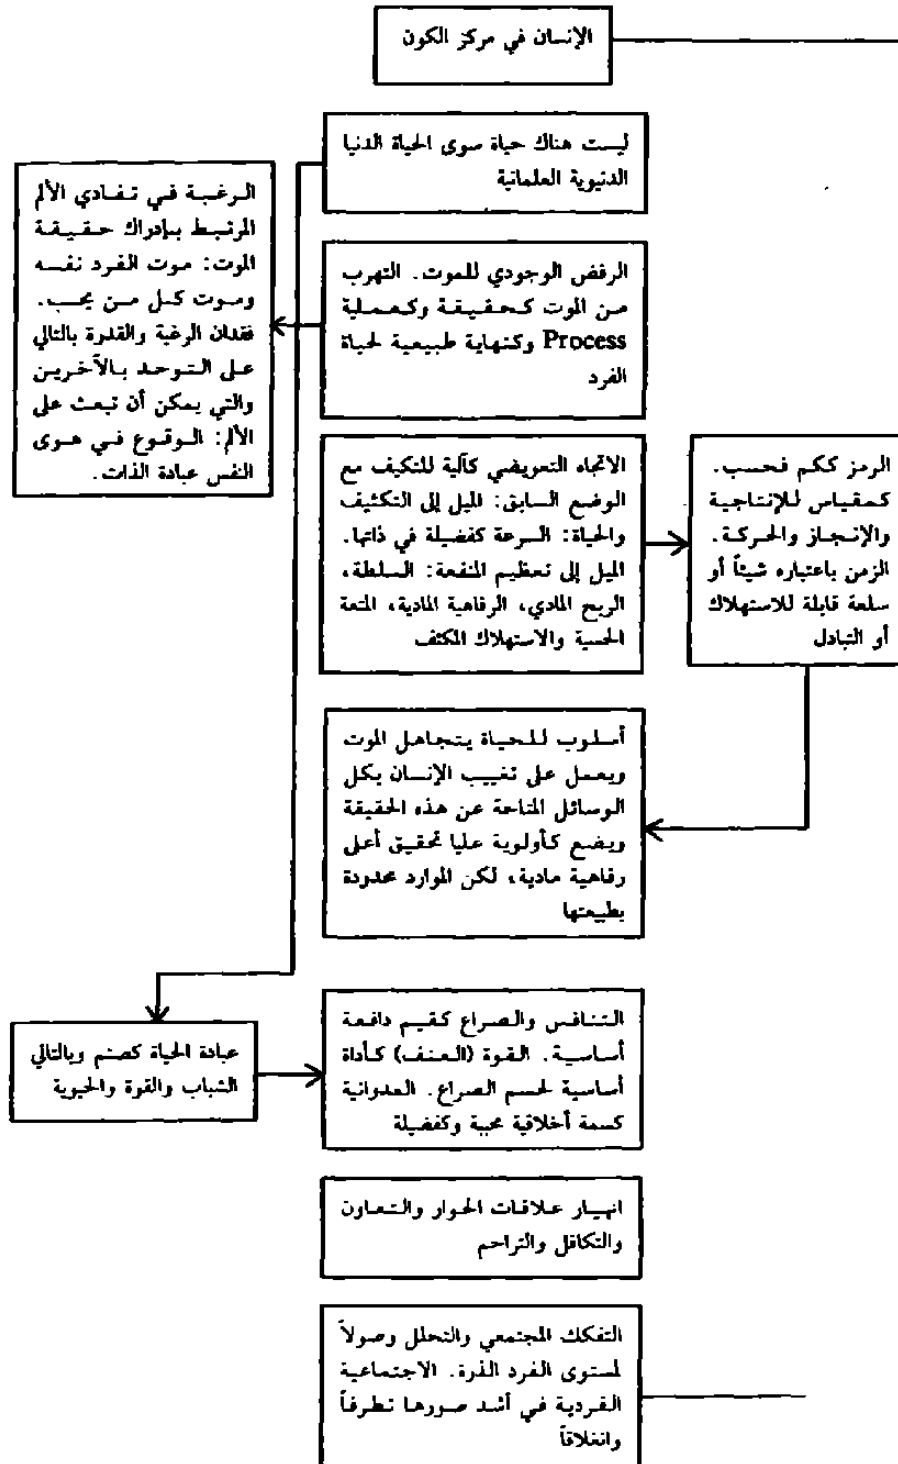 الإنسان في مركز الكون
ليست هناك حياة سوى الحياة الدنيا
الدنيوية العلمانية
الرغبة في تفادي الألم
المرتبط بإدراك حقيقة
الموت: موت الفرد نفسه
وموت كل من يحب.
فقدان الرغبة والقدرة بالتالي
على التوحد بالآخرين
والتي يمكن أن تبعث على
الألم: الوقوع في هوى
النفس عبادة الذات.
الرفض الوجودي للموت. التهرب
من الموت كحقيقة وكعملية
Process وكنهاية طبيعية لحياة
الفرد
الاتجاه التعويضي كآلية للتكيف مع
الوضع السابق: الميل إلى التكثيف
والحياة: السرعة كفضيلة في ذاتها.
الميل إلى تعظيم المنفعة: السلطة،
الربح المادي، الرفاهية المادية، المتعة
الحسية والاستهلاك المكثف
الرمز ككم فحسب.
كمقياس للإنتاجية
والإنجاز والحركة.
الزمن باعتباره شيئاً أو
سلعة قابلة للاستهلاك
أو التبادل
أسلوب للحياة يتجاهل الموت
ويعمل على تغييب الإنسان بكل
الوسائل المتاحة عن هذه الحقيقة
ويضع كأولوية عليا تحقيق أعلى
رفاهية مادية، لكن الموارد محدودة
بطبيعتها
عبادة الحياة كصنم وبالتالي
الشباب والقوة والحيوية
التنافس والصراع كقيم دافعة
أساسية. القوة (العنف) كأداة
أساسية لحسم الصراع. العدوانية
كسمة أخلاقية محببة وكفضيلة
انهيار علاقات الحوار والتعاون
والتكافل والتراحم
التفكك المجتمعي والتحلل وصولاً
لمستوى الفرد الذرة. الاجتماعية
الفردية في أشد صورها تطرفاً
وانغلاقاً